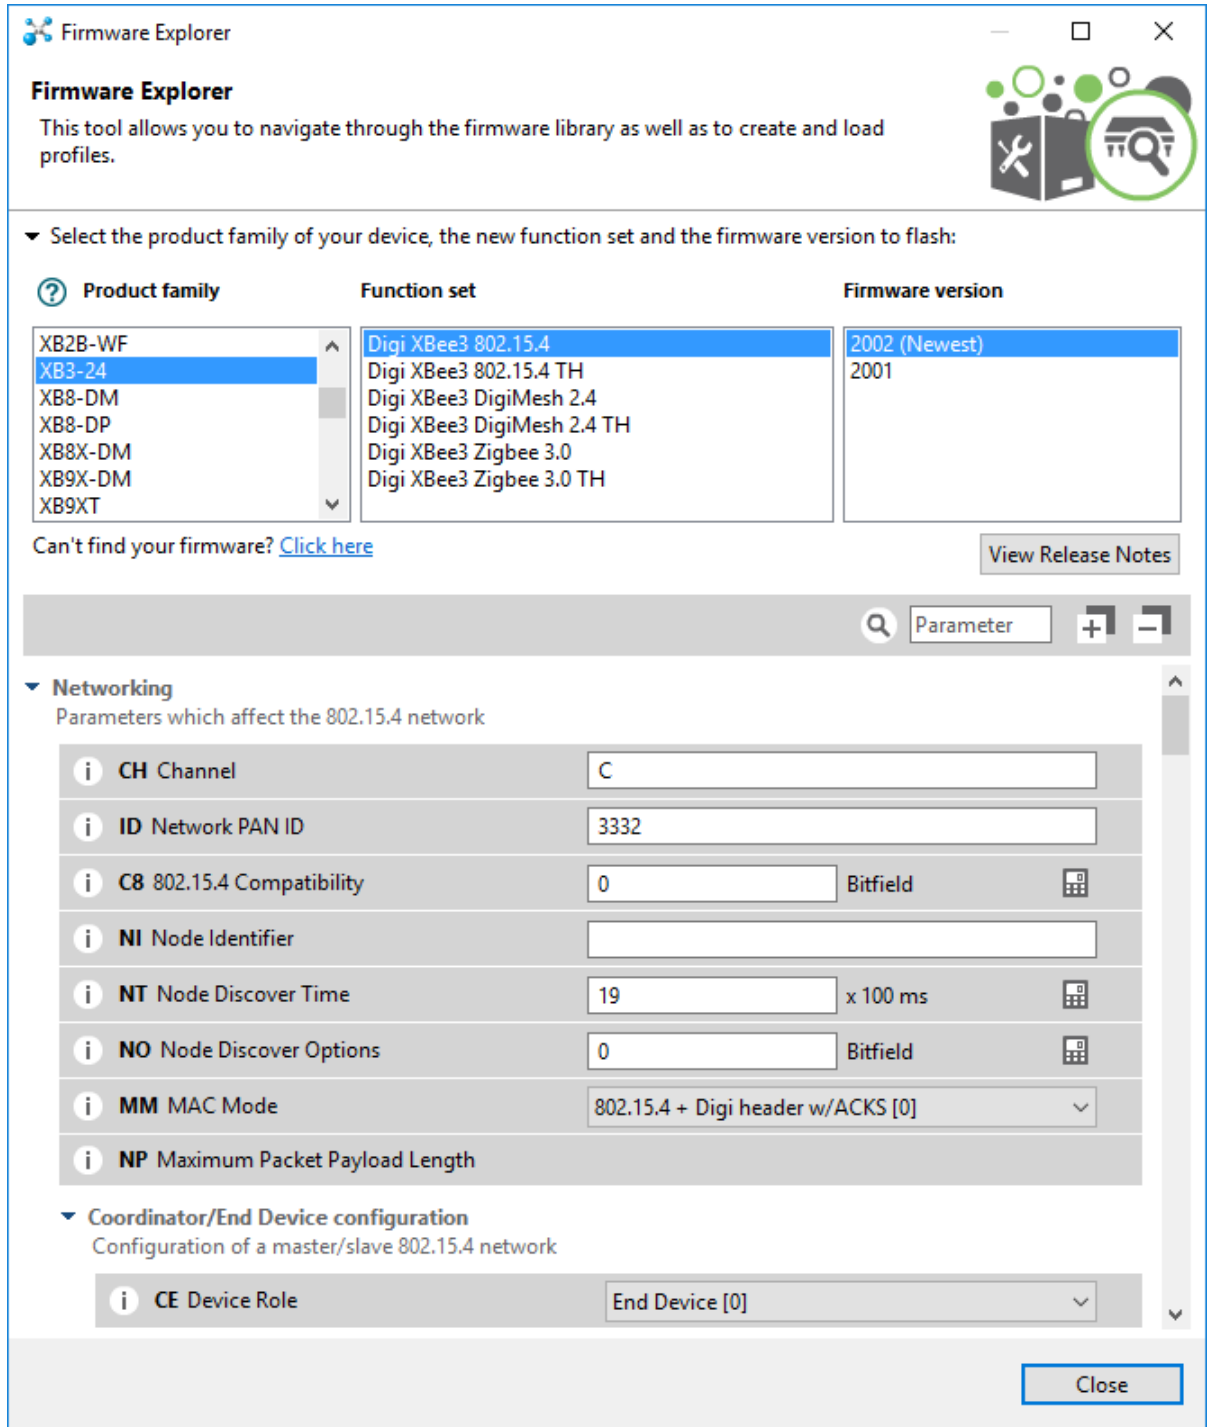 Firmware Explorer
Firmware Explorer
This tool allows you to navigate through the firmware library as well as to create and load
profiles.
Select the product family of your device, the new function set and the firmware version to flash:
? Product family Function set Firmware version
XB2B-WF
XB3-24
XB8-DM
XB8-DP
XB8X-DM
XB9X-DM
XB9XT
Digi XBee3 802.15.4
Digi XBee3 802.15.4 TH
Digi XBee3 DigiMesh 2.4
Digi XBee3 DigiMesh 2.4 TH
Digi XBee3 Zigbee 3.0
Digi XBee3 Zigbee 3.0 TH
2002 (Newest)
2001
Can't find your firmware? Click here
View Release Notes
Parameter
Networking
Parameters which affect the 802.15.4 network
i CH Channel C
i ID Network PAN ID 3332
i C8 802.15.4 Compatibility 0 Bitfield
i NI Node Identifier
i NT Node Discover Time 19 x 100 ms
i NO Node Discover Options 0 Bitfield
i MM MAC Mode 802.15.4 + Digi header w/ACKS [0]
i NP Maximum Packet Payload Length
Coordinator/End Device configuration
Configuration of a master/slave 802.15.4 network
i CE Device Role End Device [0]
Close